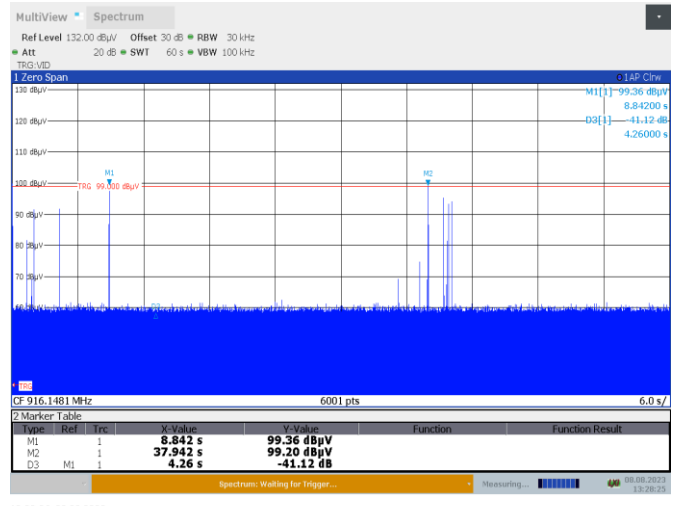 MultiView Spectrum
Ref Level 132.00 dBµV Offset 30 dB RBW 30 kHz
Att 20 dB SWT 60 s VBW 100 kHz
TRG:VID
1 Zero Span 1AP Clrw
130 dBµV
M1[1] 99.36 dBµV
8.84200 s
120 dBµV
D3[1] -41.12 dB
4.26000 s
110 dBµV
M1 M2
100 dBµV
TRG 99.000 dBµV
90 dBµV
80 dBµV
70 dBµV
D3
TRG
CF 916.1481 MHz 6001 pts 6.0 s/
2 Marker Table
Type Ref Trc X-Value Y-Value Function Function Result
M1 1 8.842 s 99.36 dBµV
M2 1 37.942 s 99.20 dBµV
D3 M1 1 4.26 s -41.12 dB
Spectrum: Waiting for Trigger... Measuring... 08.08.2023
13:28:25